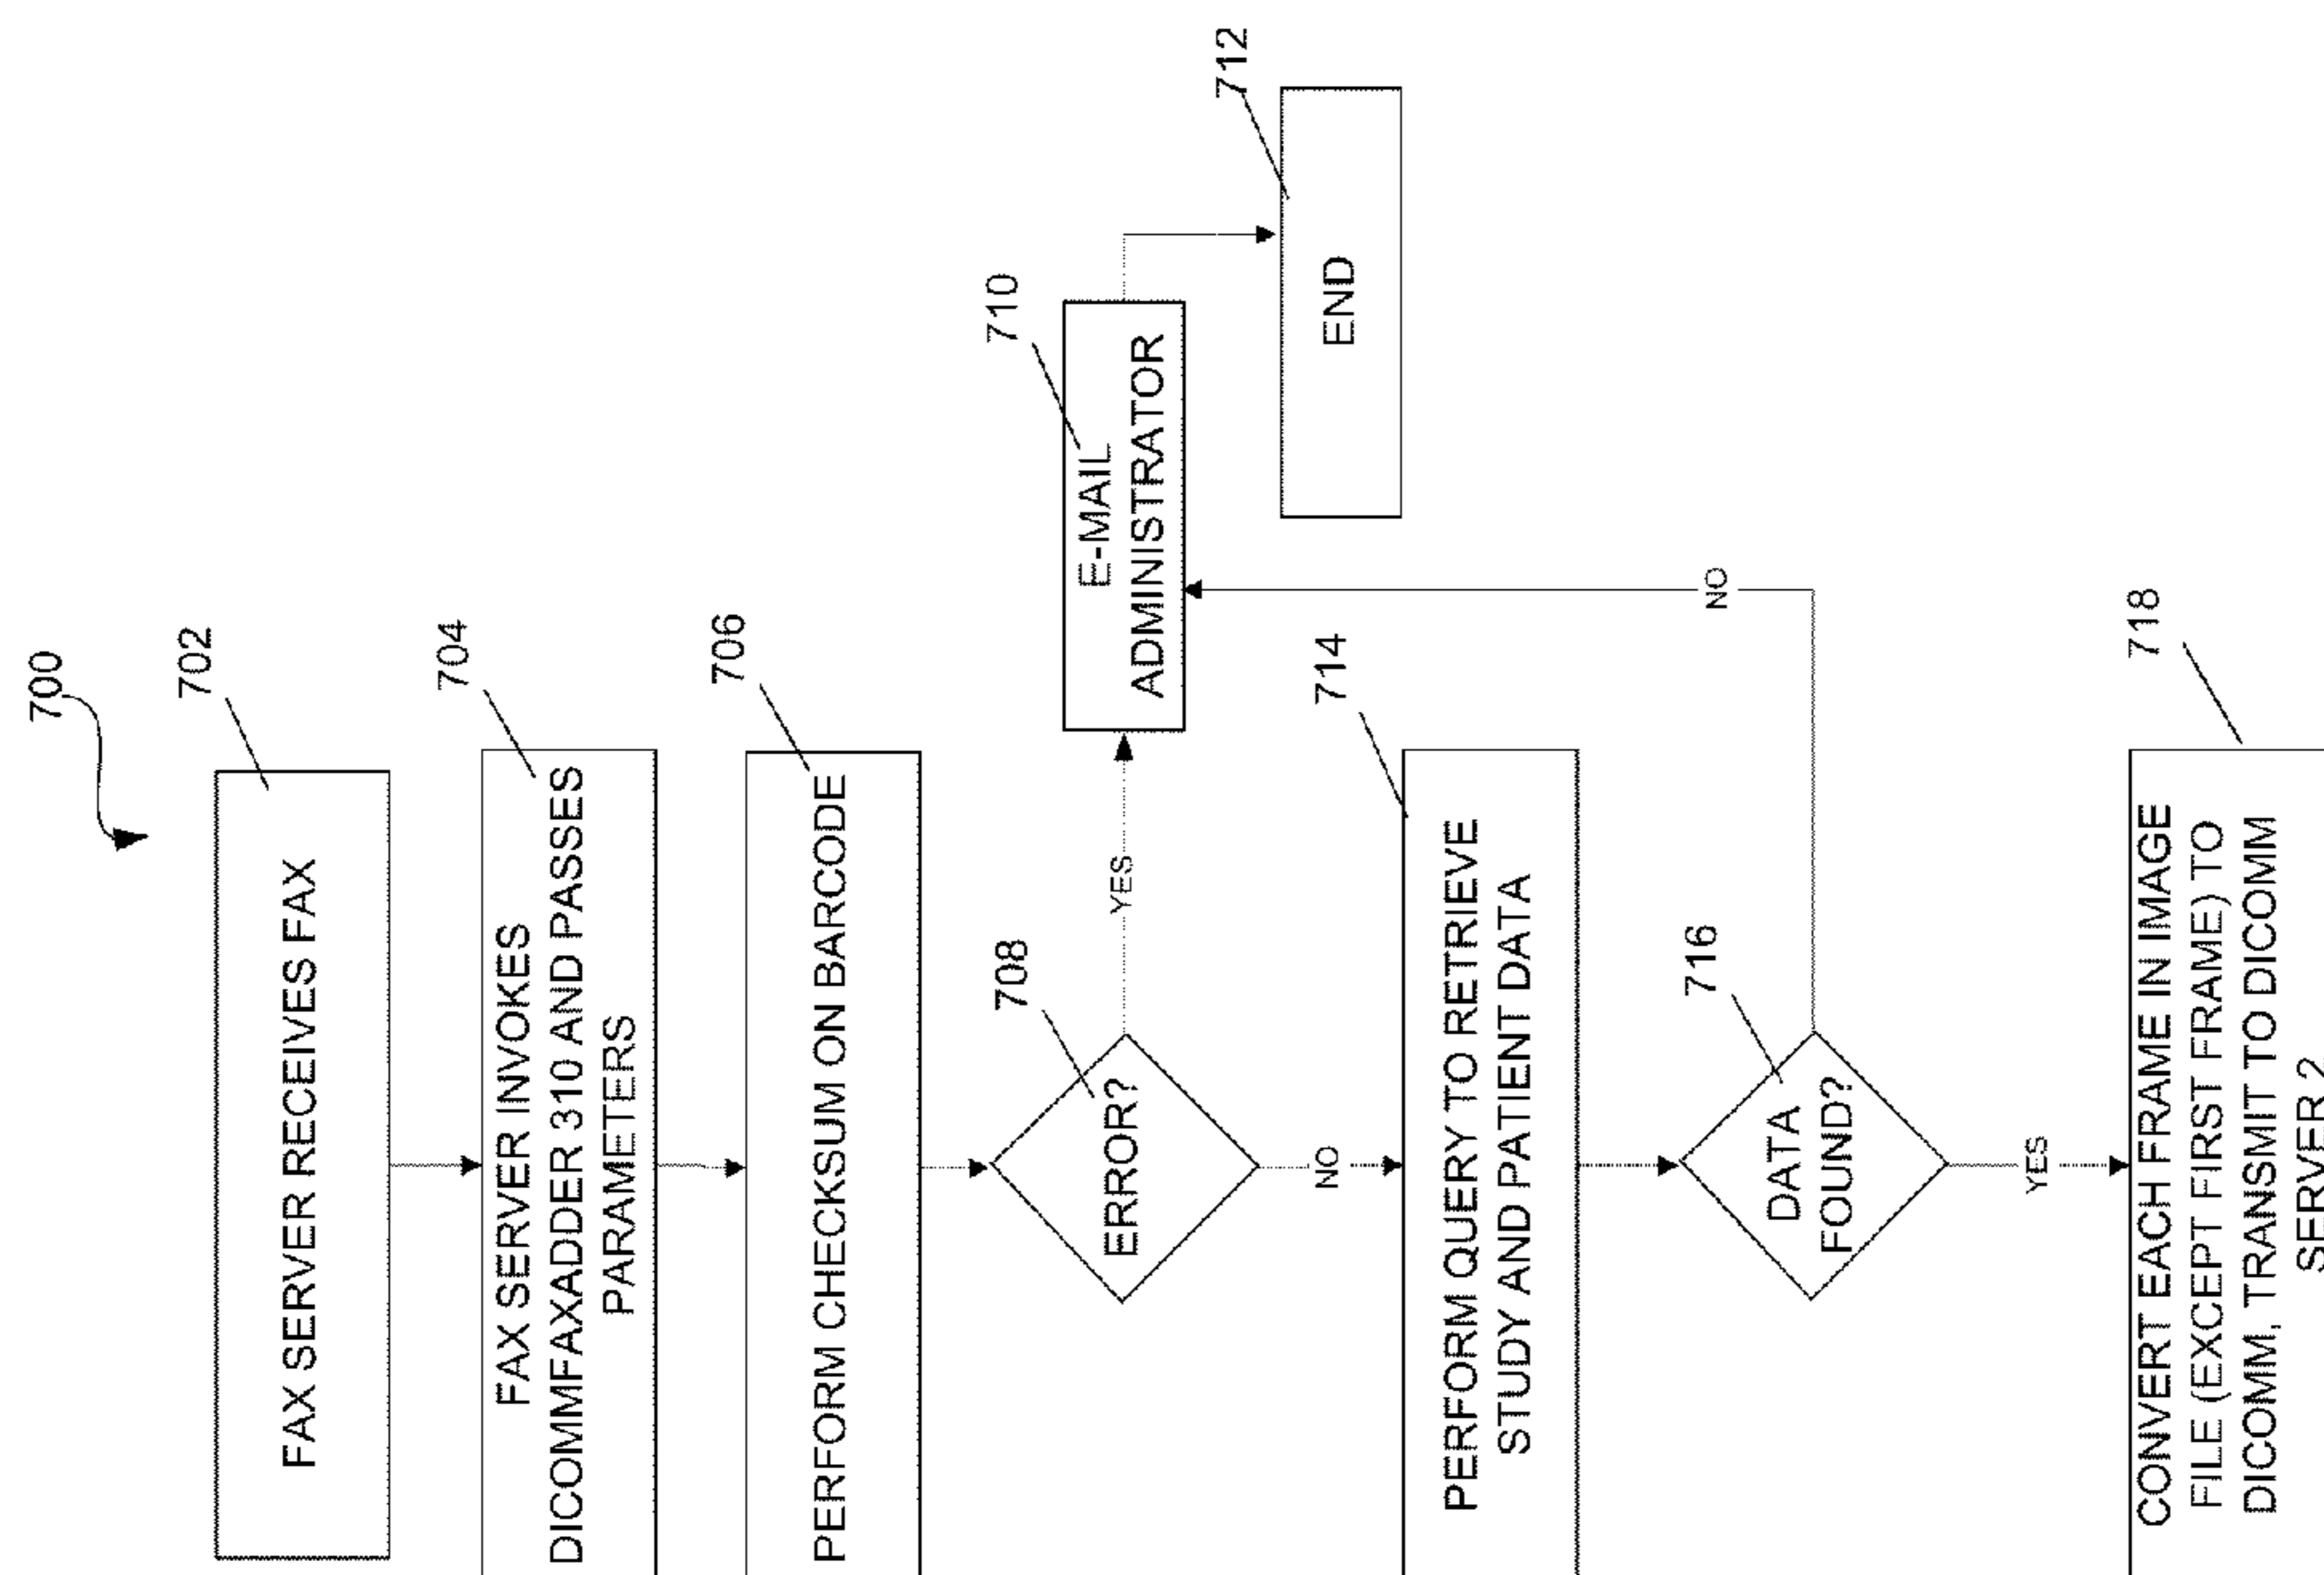 700
702
FAX SERVER RECEIVES FAX
704
FAX SERVER INVOKES
DICOMMFAXADDER 310 AND PASSES
PARAMETERS
706
PERFORM CHECKSUM ON BARCODE
708
ERROR?
YES
710
E-MAIL
ADMINISTRATOR
712
END
NO
714
PERFORM QUERY TO RETRIEVE
STUDY AND PATIENT DATA
716
DATA
FOUND?
NO
YES
718
CONVERT EACH FRAME IN IMAGE
FILE (EXCEPT FIRST FRAME) TO
DICOMM, TRANSMIT TO DICOMM
SERVER 2